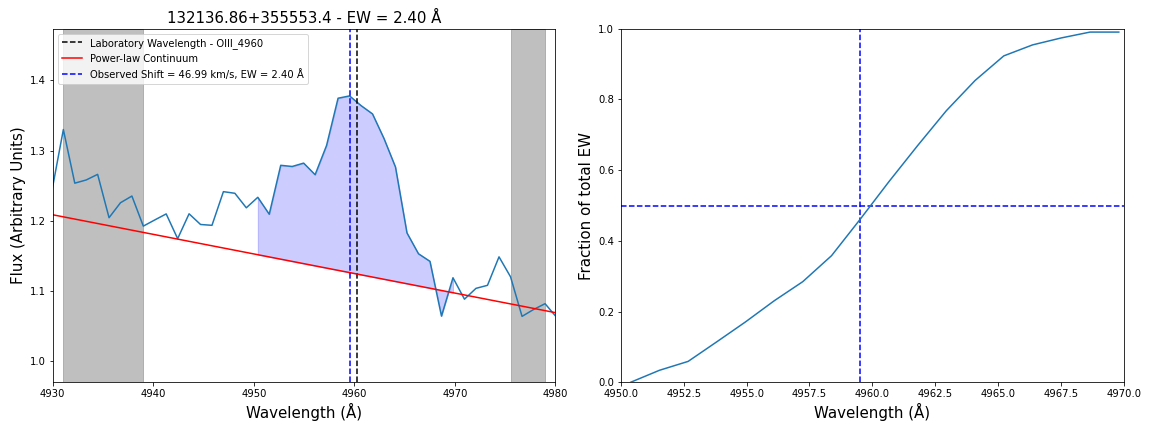 132136.86+355553.4 - EW = 2.40 Å
Laboratory Wavelength - OIII_4960
Power-law Continuum
Observed Shift = 46.99 km/s, EW = 2.40 Å
Flux (Arbitrary Units)
1.4
1.3
1.2
1.1
1.0
4930 4940 4950 4960 4970 4980
Wavelength (Å)
Fraction of total EW
1.0
0.8
0.6
0.4
0.2
0.0
4950.0 4952.5 4955.0 4957.5 4960.0 4962.5 4965.0 4967.5 4970.0
Wavelength (Å)